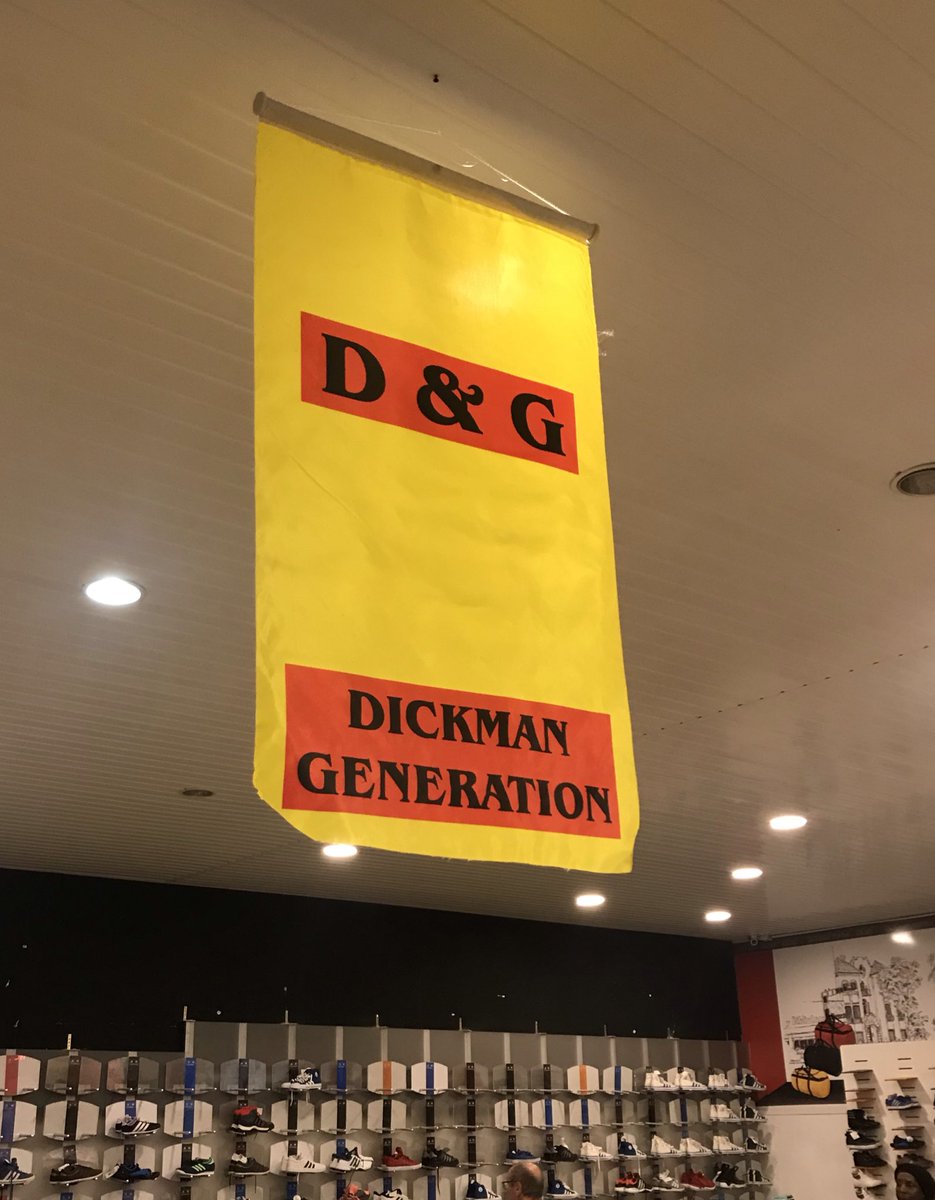 D & G
DICKMAN
GENERATION